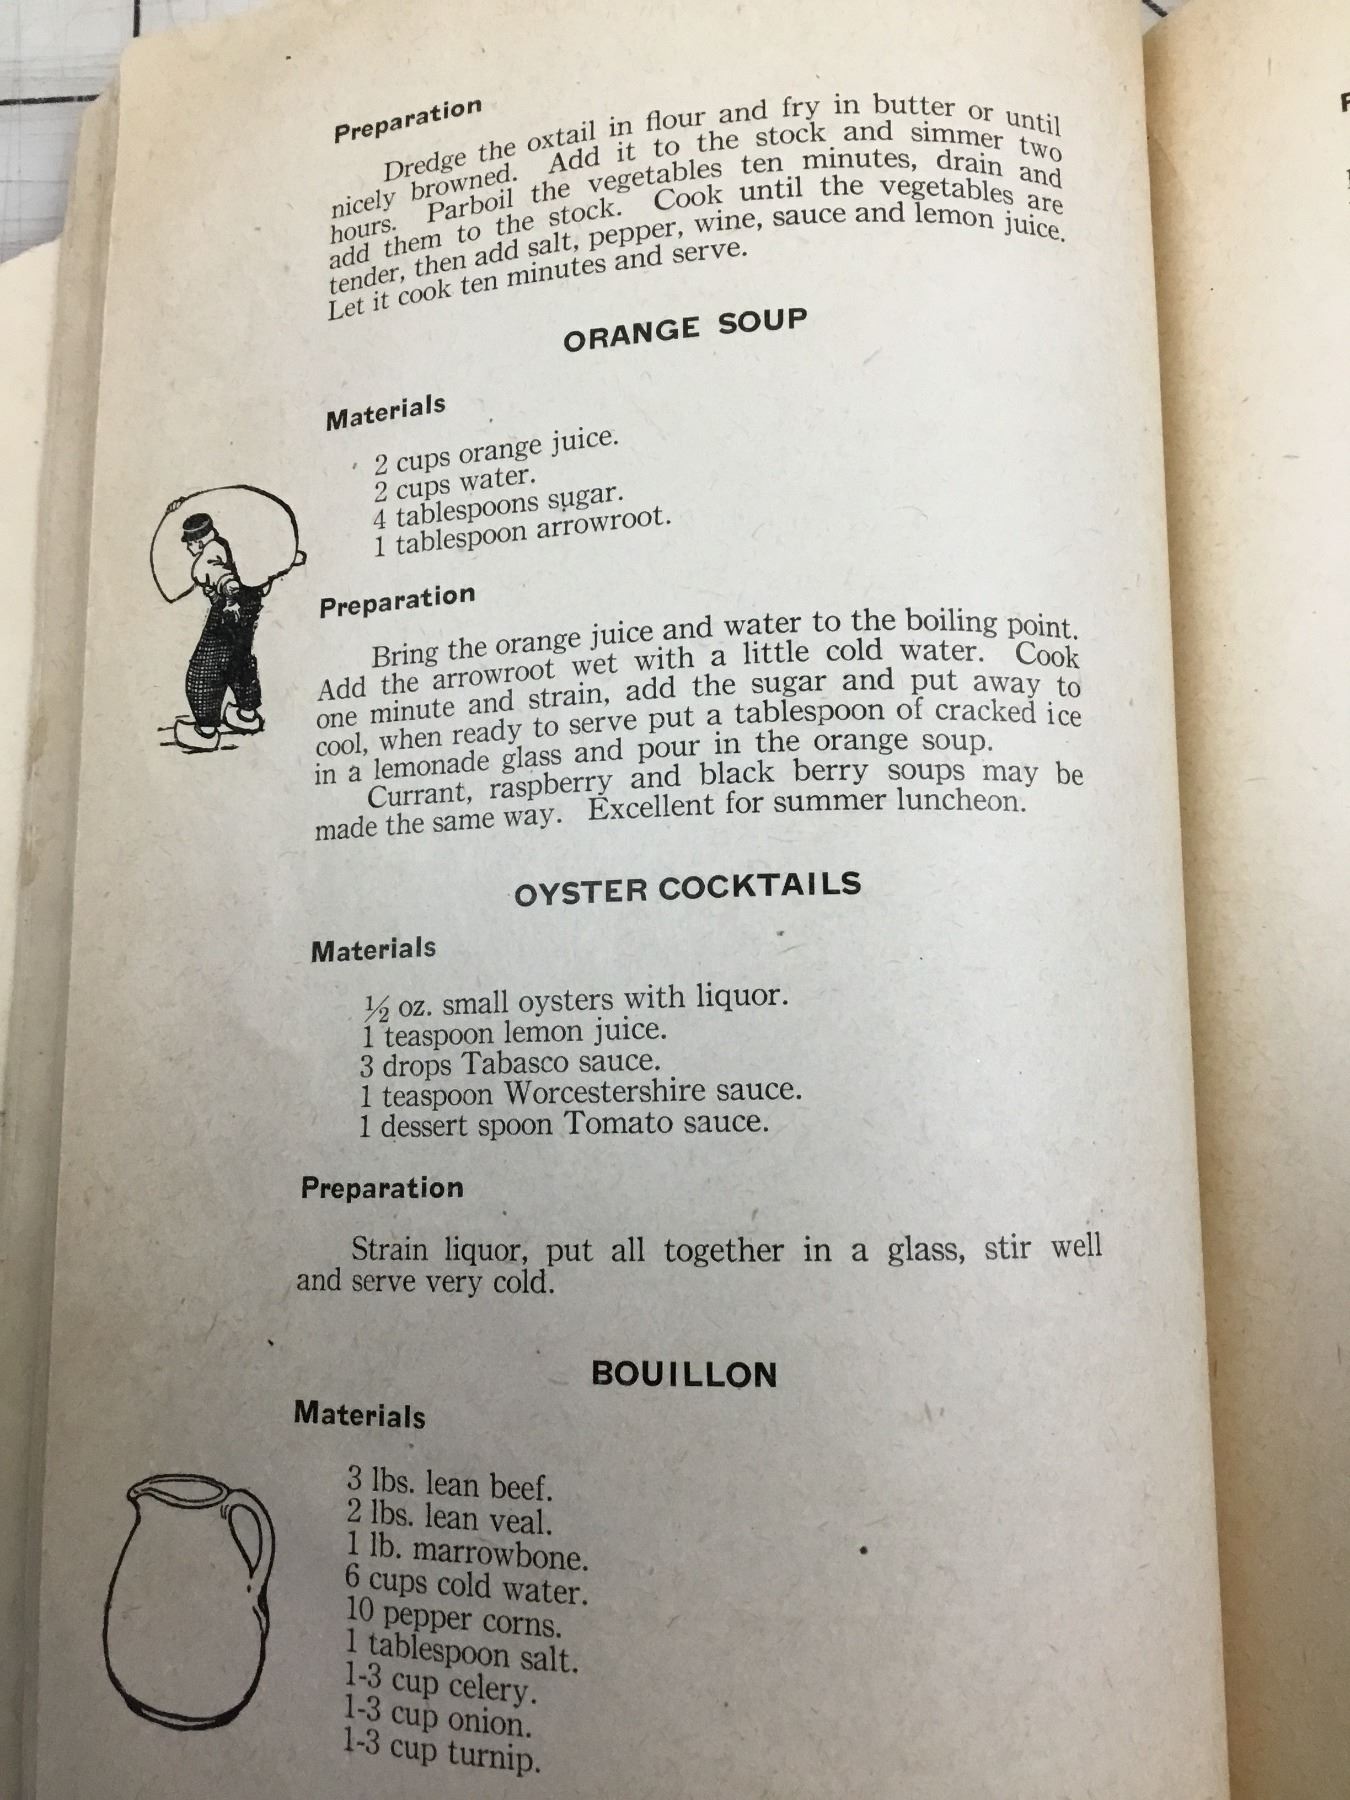 Preparation
Dredge the oxtail in flour and fry in butter or until
nicely browned. Add it to the stock and simmer two
hours. Parboil the vegetables ten minutes, drain and
add them to the stock. Cook until the vegetables are
tender, then add salt, pepper, wine, sauce and lemon juice.
Let it cook ten minutes and serve.
ORANGE SOUP
Materials
2 cups orange juice.
2 cups water.
4 tablespoons sugar.
1 tablespoon arrowroot.
Preparation
Bring the orange juice and water to the boiling point.
Add the arrowroot wet with a little cold water. Cook
one minute and strain, add the sugar and put away to
cool, when ready to serve put a tablespoon of cracked ice
in a lemonade glass and pour in the orange soup.
Currant, raspberry and black berry soups may be
made the same way. Excellent for summer luncheon.
OYSTER COCKTAILS
Materials
½ oz. small oysters with liquor.
1 teaspoon lemon juice.
3 drops Tabasco sauce.
1 teaspoon Worcestershire sauce.
1 dessert spoon Tomato sauce.
Preparation
Strain liquor, put all together in a glass, stir well
and serve very cold.
BOUILLON
Materials
3 lbs. lean beef.
2 lbs. lean veal.
1 lb. marrowbone.
6 cups cold water.
10 pepper corns.
1 tablespoon salt.
1-3 cup celery.
1-3 cup onion.
1-3 cup turnip.